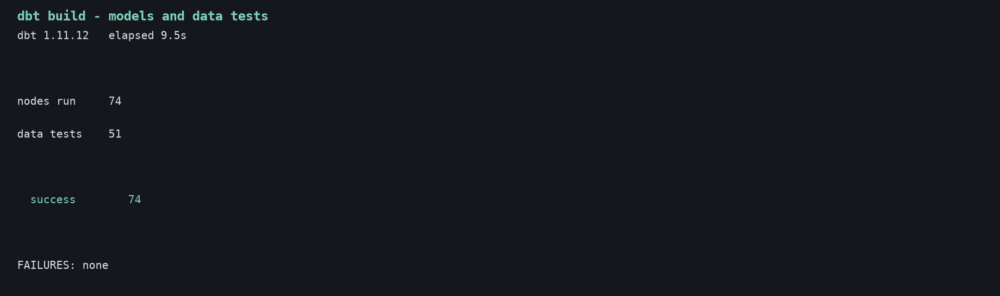 dbt build - models and data tests
dbt 1.11.12   elapsed 9.5s
nodes run     74
data tests    51
success        74
FAILURES: none